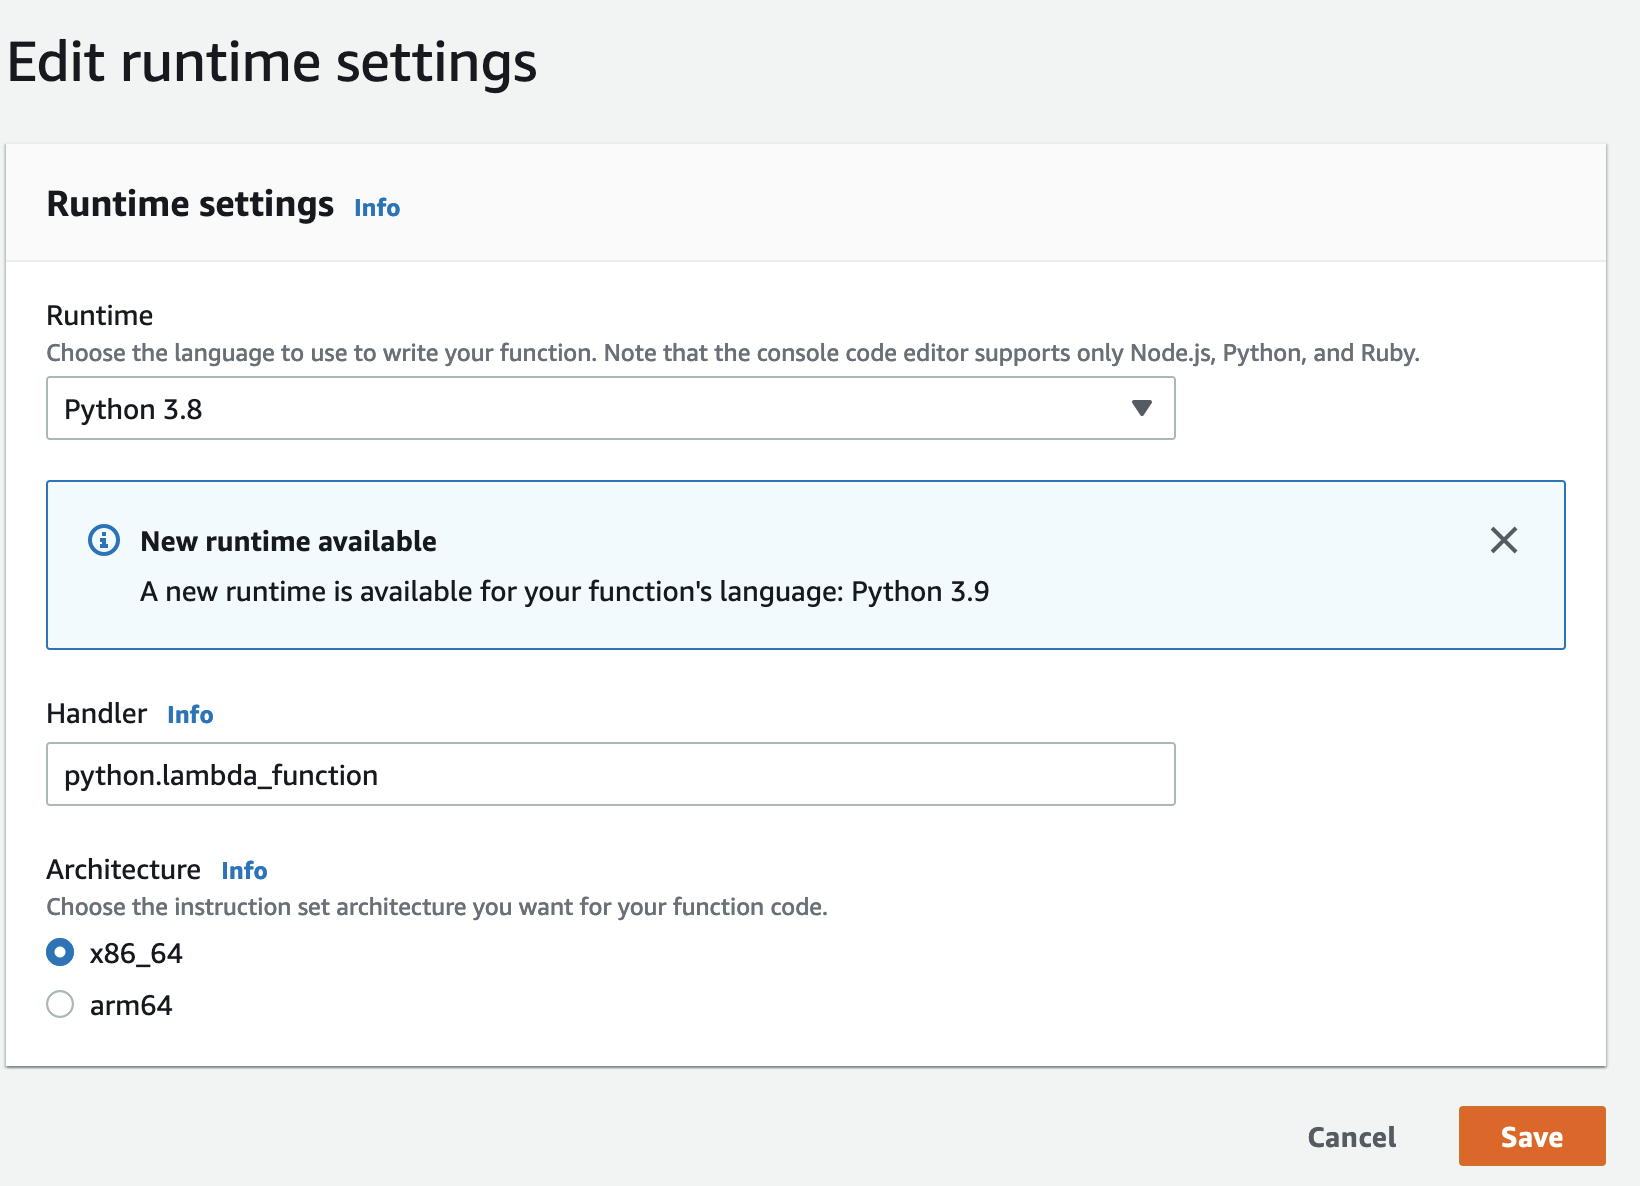 Edit runtime settings
Runtime settings Info
Runtime
Choose the language to use to write your function. Note that the console code editor supports only Node.js, Python, and Ruby.
Python 3.8
New runtime available
A new runtime is available for your function's language: Python 3.9
Handler Info
python.lambda_function
Architecture Info
Choose the instruction set architecture you want for your function code.
x86_64
arm64
Cancel Save